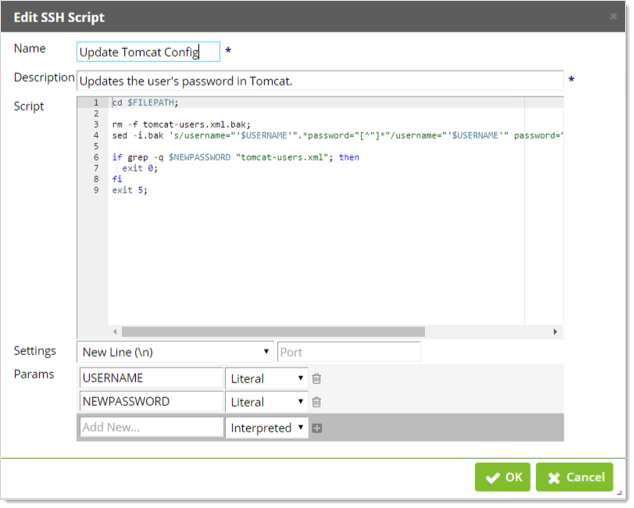 Edit SSH Script
Name
Update Tomcat Config
*
Description
Updates the user's password in Tomcat.
*
Script
1 cd $FILEPATH;
2
3 rm -f tomcat-users.xml.bak;
4 sed -i.bak 's/username="'$USERNAME'".*password="[^"]*"/username="'$USERNAME'" password='
5
6 if grep -q $NEWPASSWORD "tomcat-users.xml"; then
7 exit 0;
8 fi
9 exit 5;
Settings
New Line (\n)
Port
Params
USERNAME
Literal
NEWPASSWORD
Literal
Add New...
Interpreted
OK
Cancel